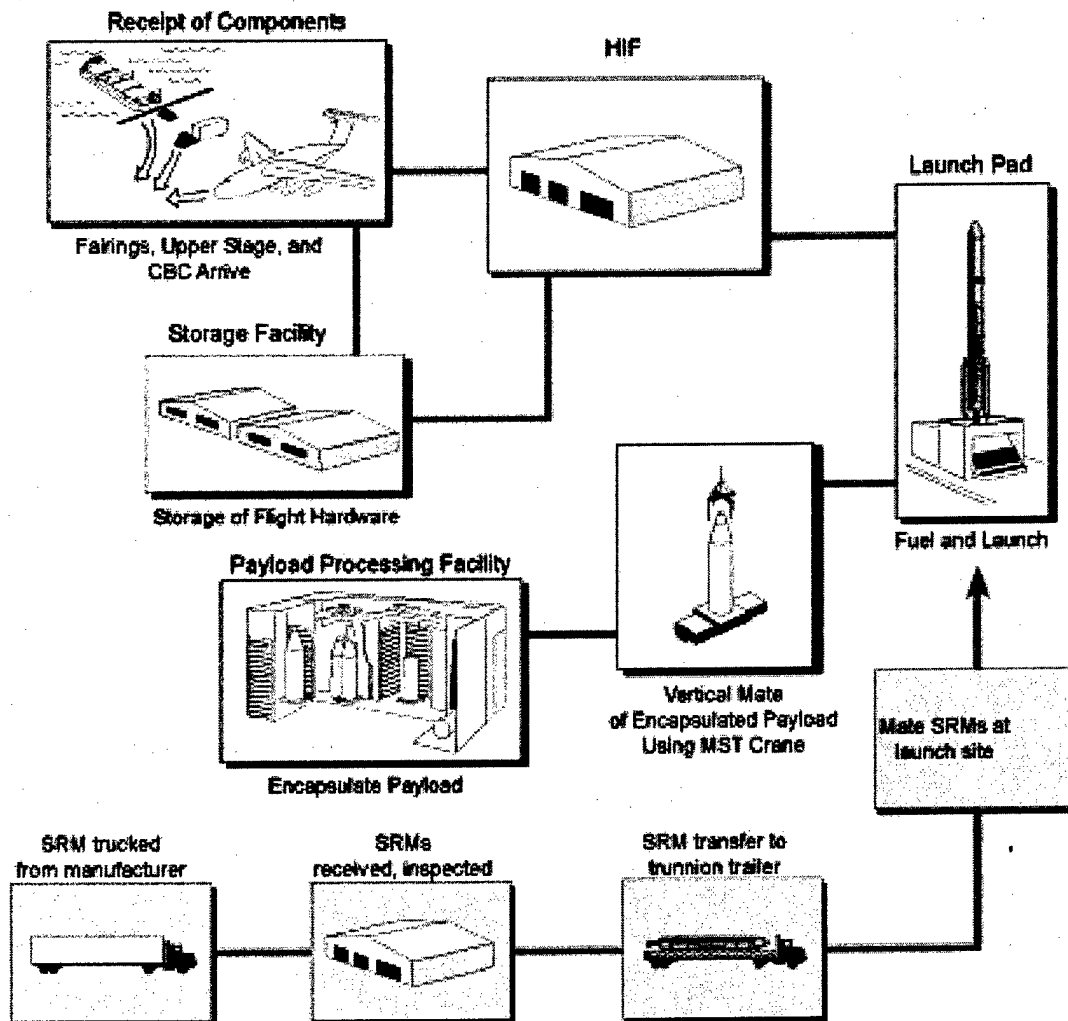 Receipt of Components
Fairings, Upper Stage, and
CBC Arrive
HIF
Launch Pad
Fuel and Launch
Storage Facility
Storage of Flight Hardware
Payload Processing Facility
Encapsulate Payload
Vertical Mate
of Encapsulated Payload
Using MST Crane
Mate SRMs at
launch site
SRM trucked
from manufacturer
SRMs
received, inspected
SRM transfer to
trunnion trailer